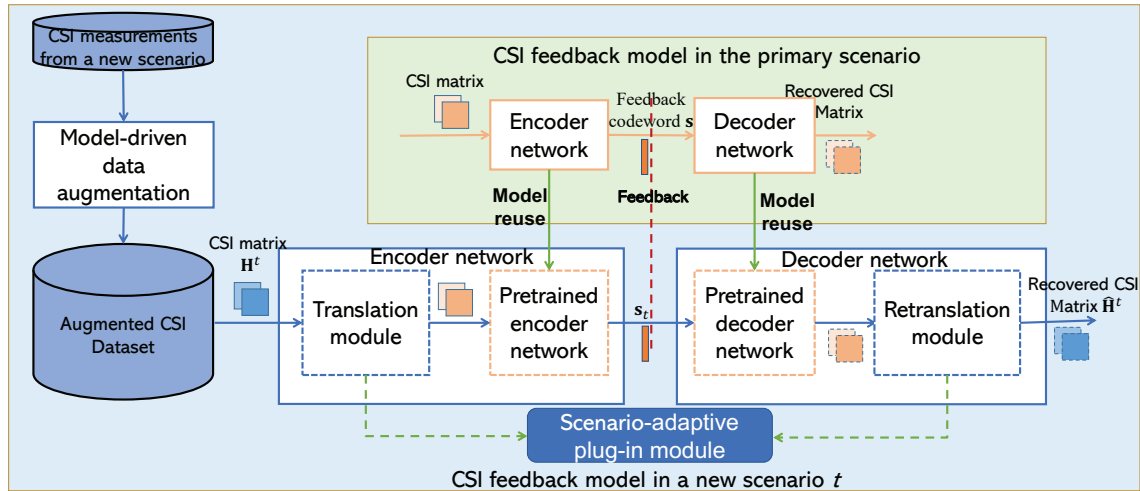 CSI measurements
from a new scenario
Model-driven
data
augmentation
Augmented CSI
Dataset
CSI feedback model in the primary scenario
CSI matrix
Encoder
network
Feedback
codeword s
Decoder
network
Recovered CSI
Matrix
Model
reuse
Feedback
Model
reuse
CSI matrix
H^t
Encoder network
Translation
module
Pretrained
encoder
network
s_t
Decoder network
Pretrained
decoder
network
Retranslation
module
Recovered CSI
Matrix Ĥ^t
Scenario-adaptive
plug-in module
CSI feedback model in a new scenario t